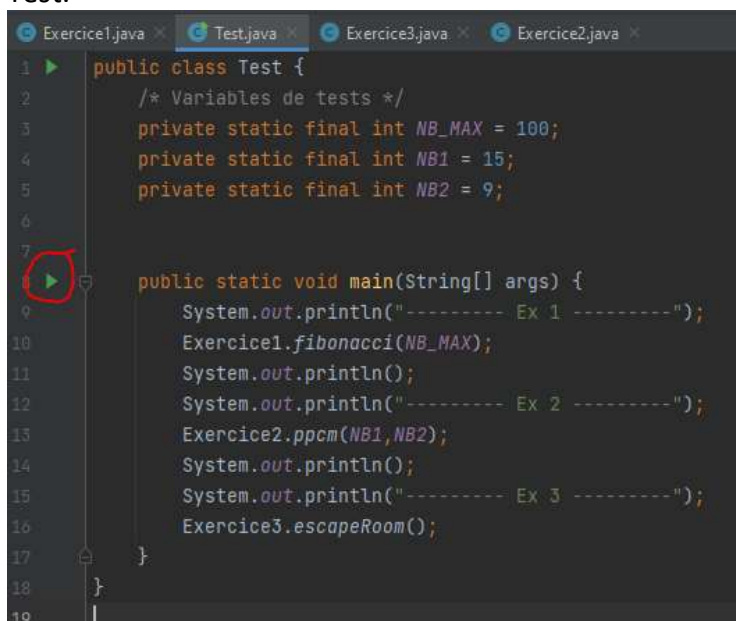 Test.
Exercice1.java Test.java Exercice3.java Exercice2.java
1 public class Test {
2 /* Variables de tests */
3 private static final int NB_MAX = 100;
4 private static final int NB1 = 15;
5 private static final int NB2 = 9;
6
7
8 public static void main(String[] args) {
9 System.out.println("--------- Ex 1 ---------");
10 Exercice1.fibonacci(NB_MAX);
11 System.out.println();
12 System.out.println("--------- Ex 2 ---------");
13 Exercice2.ppcm(NB1,NB2);
14 System.out.println();
15 System.out.println("--------- Ex 3 ---------");
16 Exercice3.escapeRoom();
17 }
18 }
19